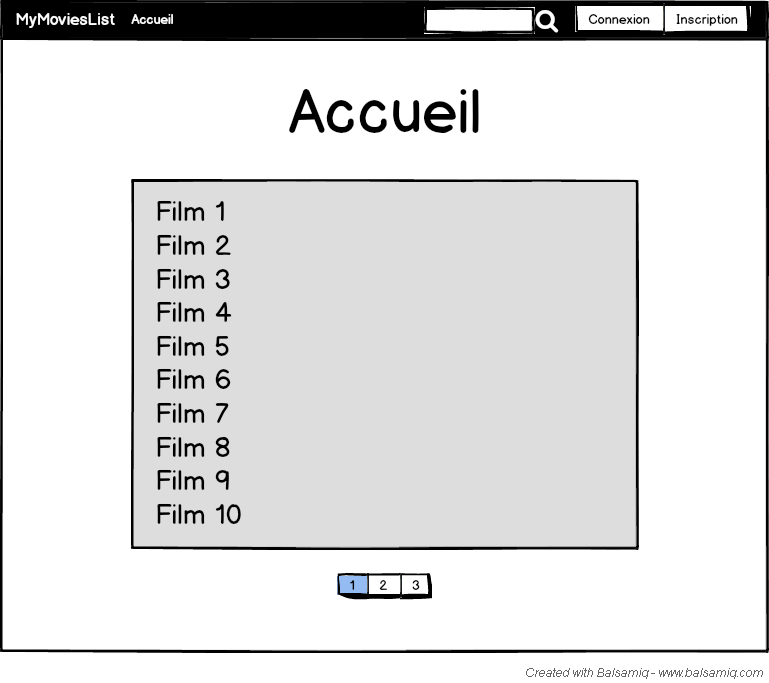 MyMoviesList Accueil Connexion Inscription
Accueil
Film 1
Film 2
Film 3
Film 4
Film 5
Film 6
Film 7
Film 8
Film 9
Film 10
1 2 3
Created with Balsamiq - www.balsamiq.com